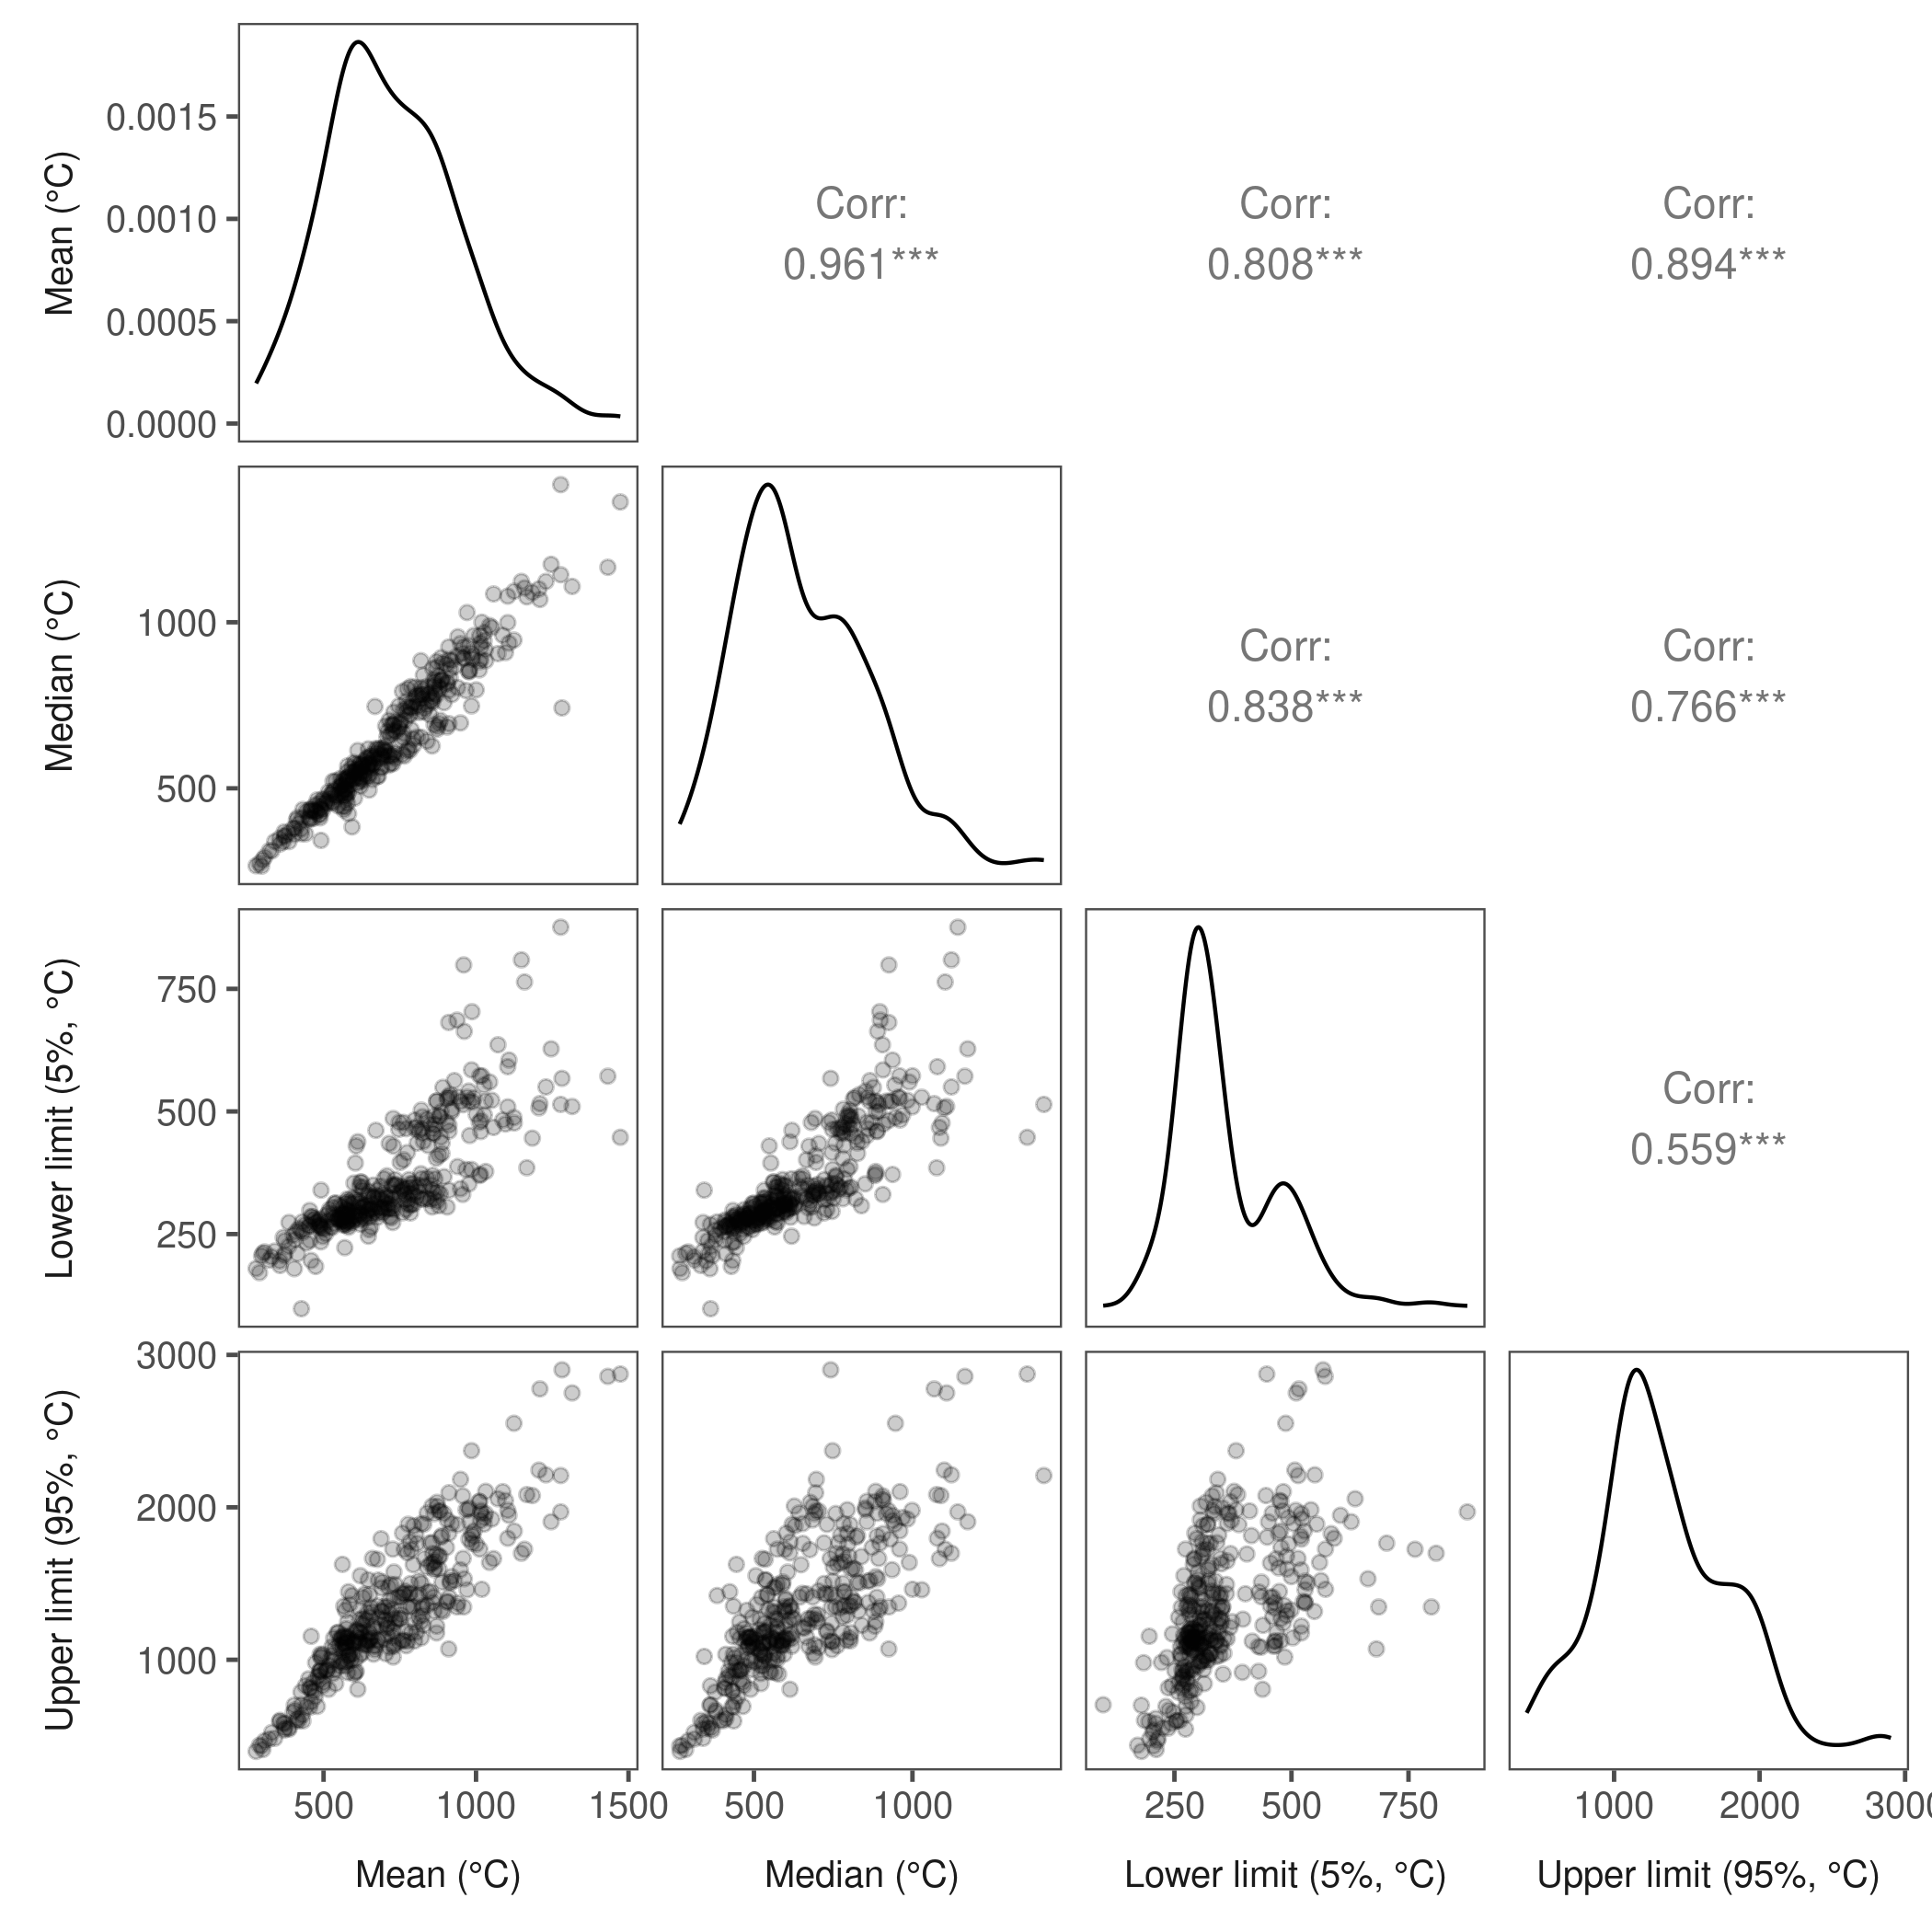 Mean (°C)
0.0015
0.0010
0.0005
0.0000
Corr:
0.961***
Corr:
0.808***
Corr:
0.894***
Median (°C)
1000
500
Corr:
0.838***
Corr:
0.766***
Lower limit (5%, °C)
750
500
250
Corr:
0.559***
Upper limit (95%, °C)
3000
2000
1000
500 1000 1500
500 1000
250 500 750
1000 2000 3000
Mean (°C)
Median (°C)
Lower limit (5%, °C)
Upper limit (95%, °C)